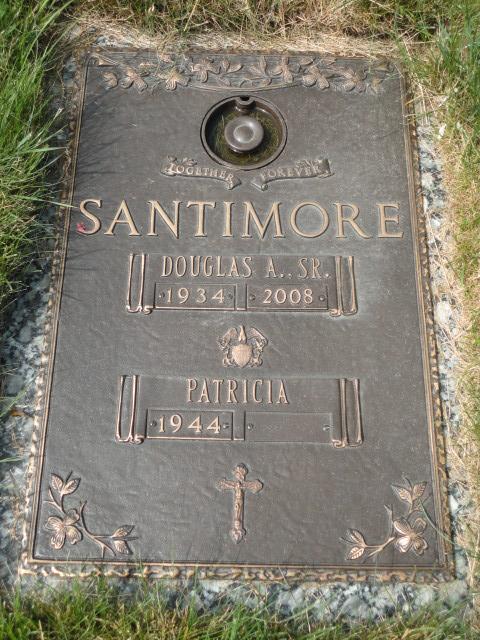 TOGETHER FOREVER
SANTIMORE
DOUGLAS A., SR.
1934 2008
PATRICIA
1944